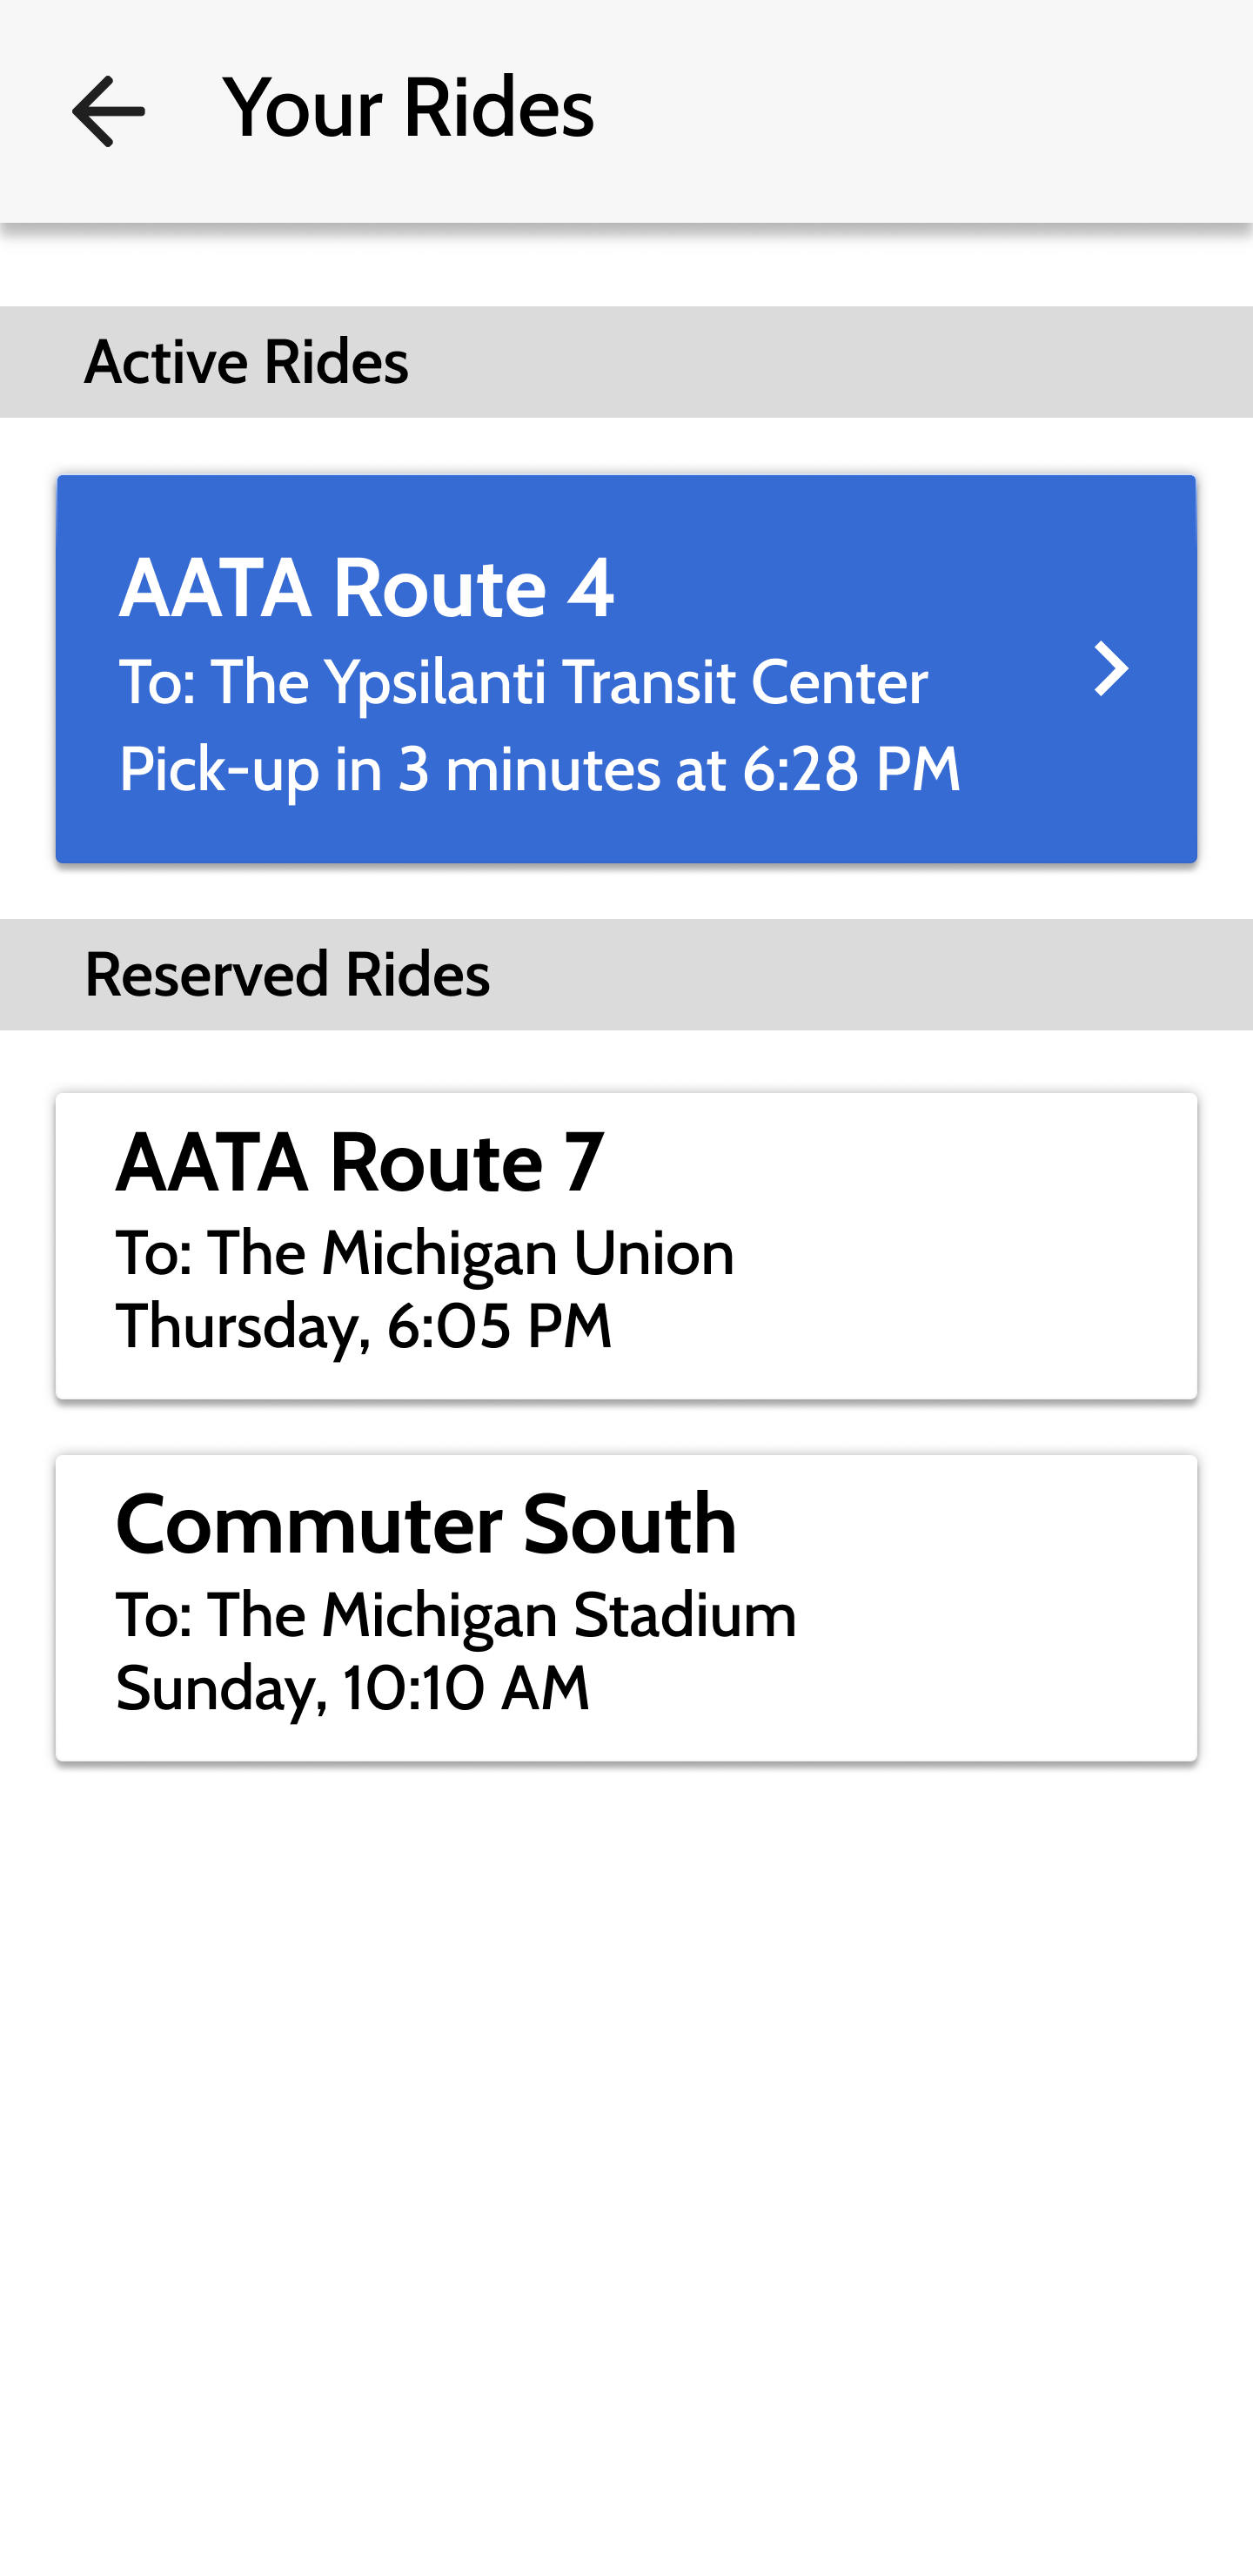 Your Rides
Active Rides
AATA Route 4
To: The Ypsilanti Transit Center
Pick-up in 3 minutes at 6:28 PM
Reserved Rides
AATA Route 7
To: The Michigan Union
Thursday, 6:05 PM
Commuter South
To: The Michigan Stadium
Sunday, 10:10 AM